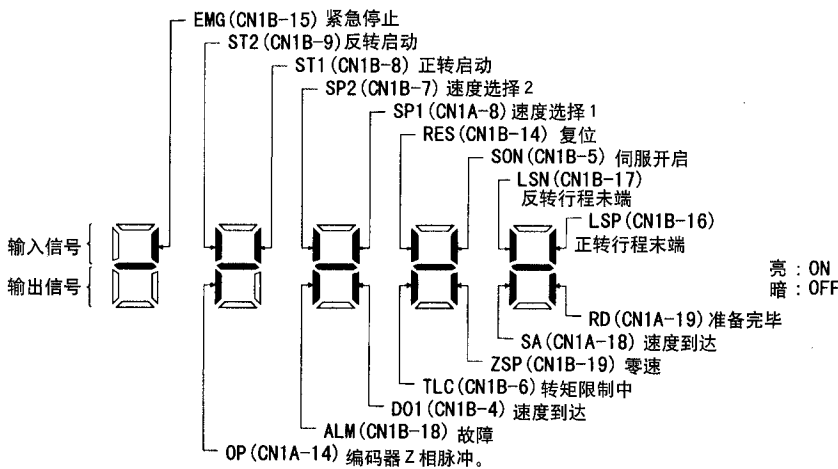 EMG(CN1B-15) 紧急停止
ST2(CN1B-9)反转启动
ST1(CN1B-8) 正转启动
SP2(CN1B-7) 速度选择2
SP1(CN1A-8)速度选择1
RES(CN1B-14) 复位
SON(CN1B-5) 伺服开启
LSN(CN1B-17)
反转行程未端
LSP(CN1B-16)
正转行程末端
输入信号
输出信号
亮：ON
暗：OFF
RD(CN1A-19)准备完毕
SA(CN1A-18) 速度到达
ZSP(CN1B-19) 零速
TLC(CN1B-6)转矩限制中
DO1(CN1B-4) 速度到达
ALM(CN1B-18) 故障
OP(CN1A-14) 编码器Z相脉冲。